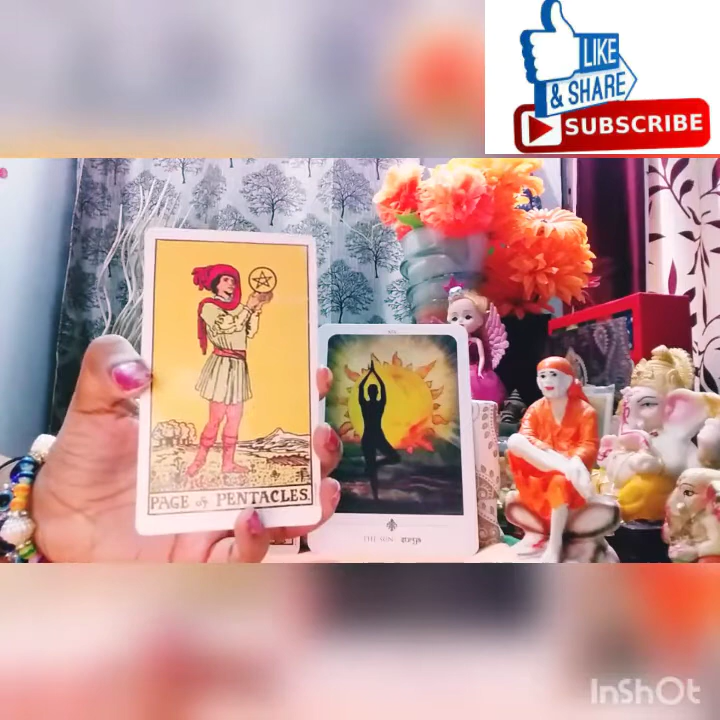 LIKE
& SHARE
SUBSCRIBE
PAGE of PENTACLES.
THE SUN
InShOt